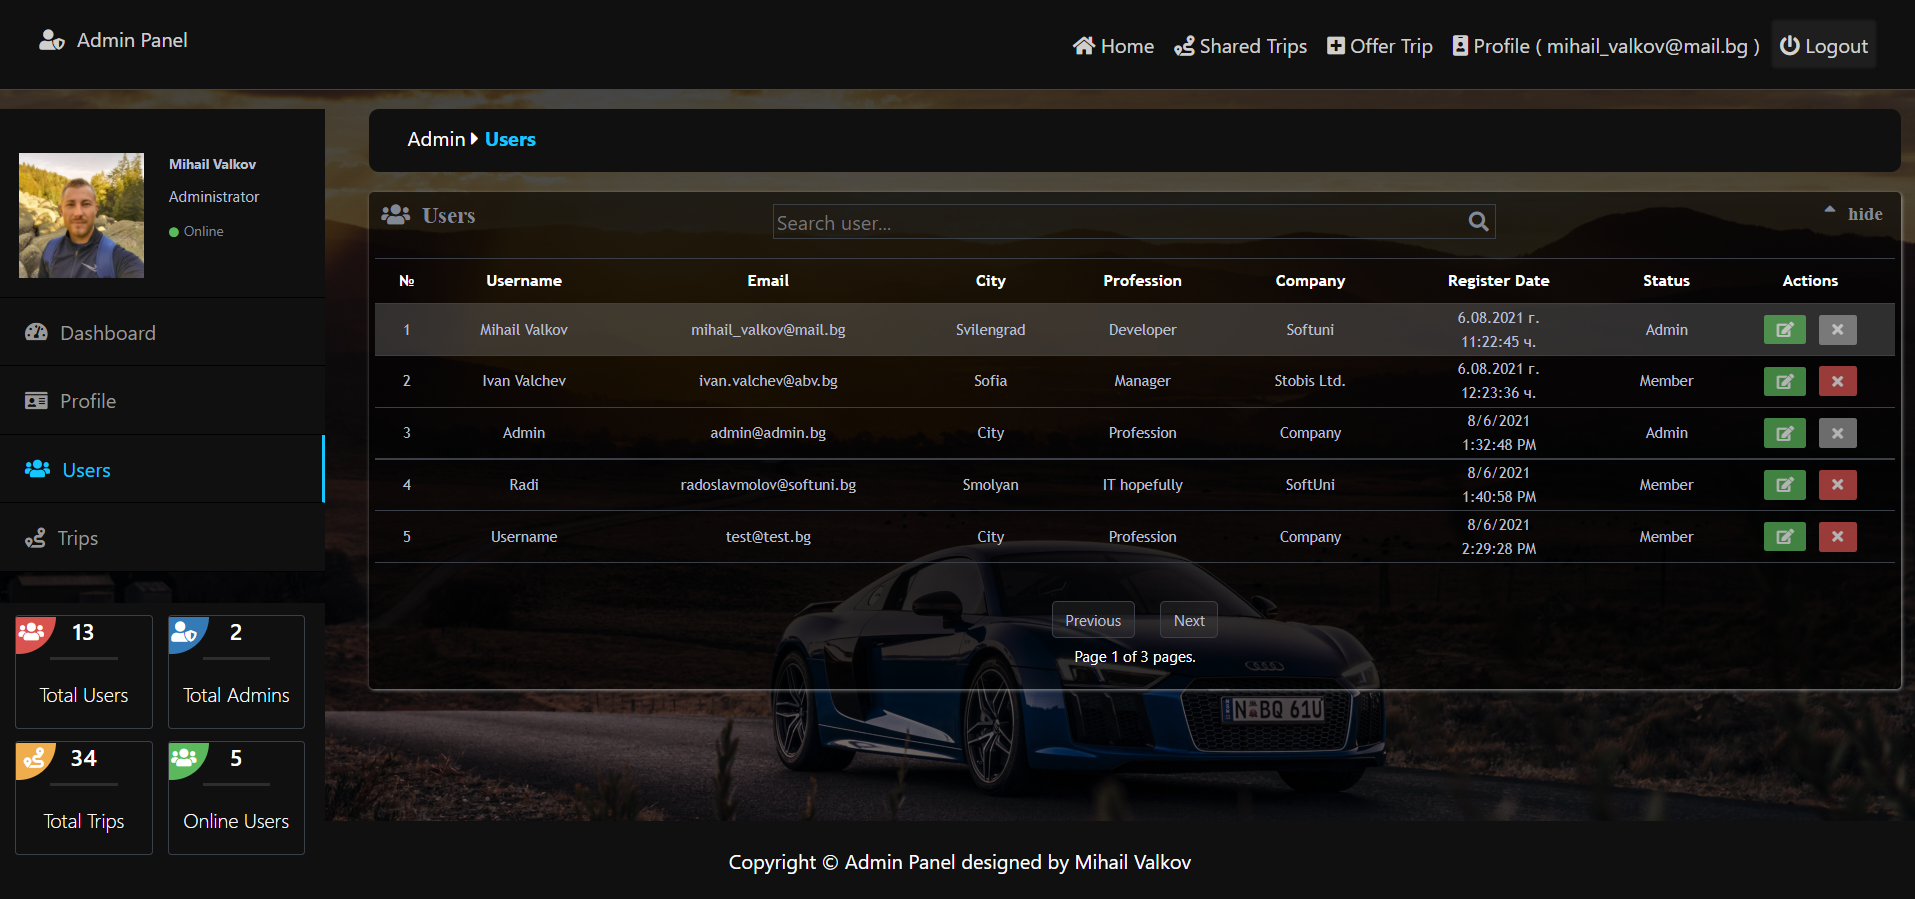 Admin Panel
Home Shared Trips Offer Trip Profile ( mihail_valkov@mail.bg ) Logout
Mihail Valkov
Administrator
Online
Dashboard
Profile
Users
Trips
13
Total Users
2
Total Admins
34
Total Trips
5
Online Users
Admin Users
Users
Search user...
hide
№ Username Email City Profession Company Register Date Status Actions
1 Mihail Valkov mihail_valkov@mail.bg Svilengrad Developer Softuni 6.08.2021 г. 11:22:45 ч. Admin
2 Ivan Valchev ivan.valchev@abv.bg Sofia Manager Stobis Ltd. 6.08.2021 г. 12:23:36 ч. Member
3 Admin admin@admin.bg City Profession Company 8/6/2021 1:32:48 PM Admin
4 Radi radoslavmolov@softuni.bg Smolyan IT hopefully SoftUni 8/6/2021 1:40:58 PM Member
5 Username test@test.bg City Profession Company 8/6/2021 2:29:28 PM Member
Previous Next
Page 1 of 3 pages.
N BQ 61U
Copyright © Admin Panel designed by Mihail Valkov